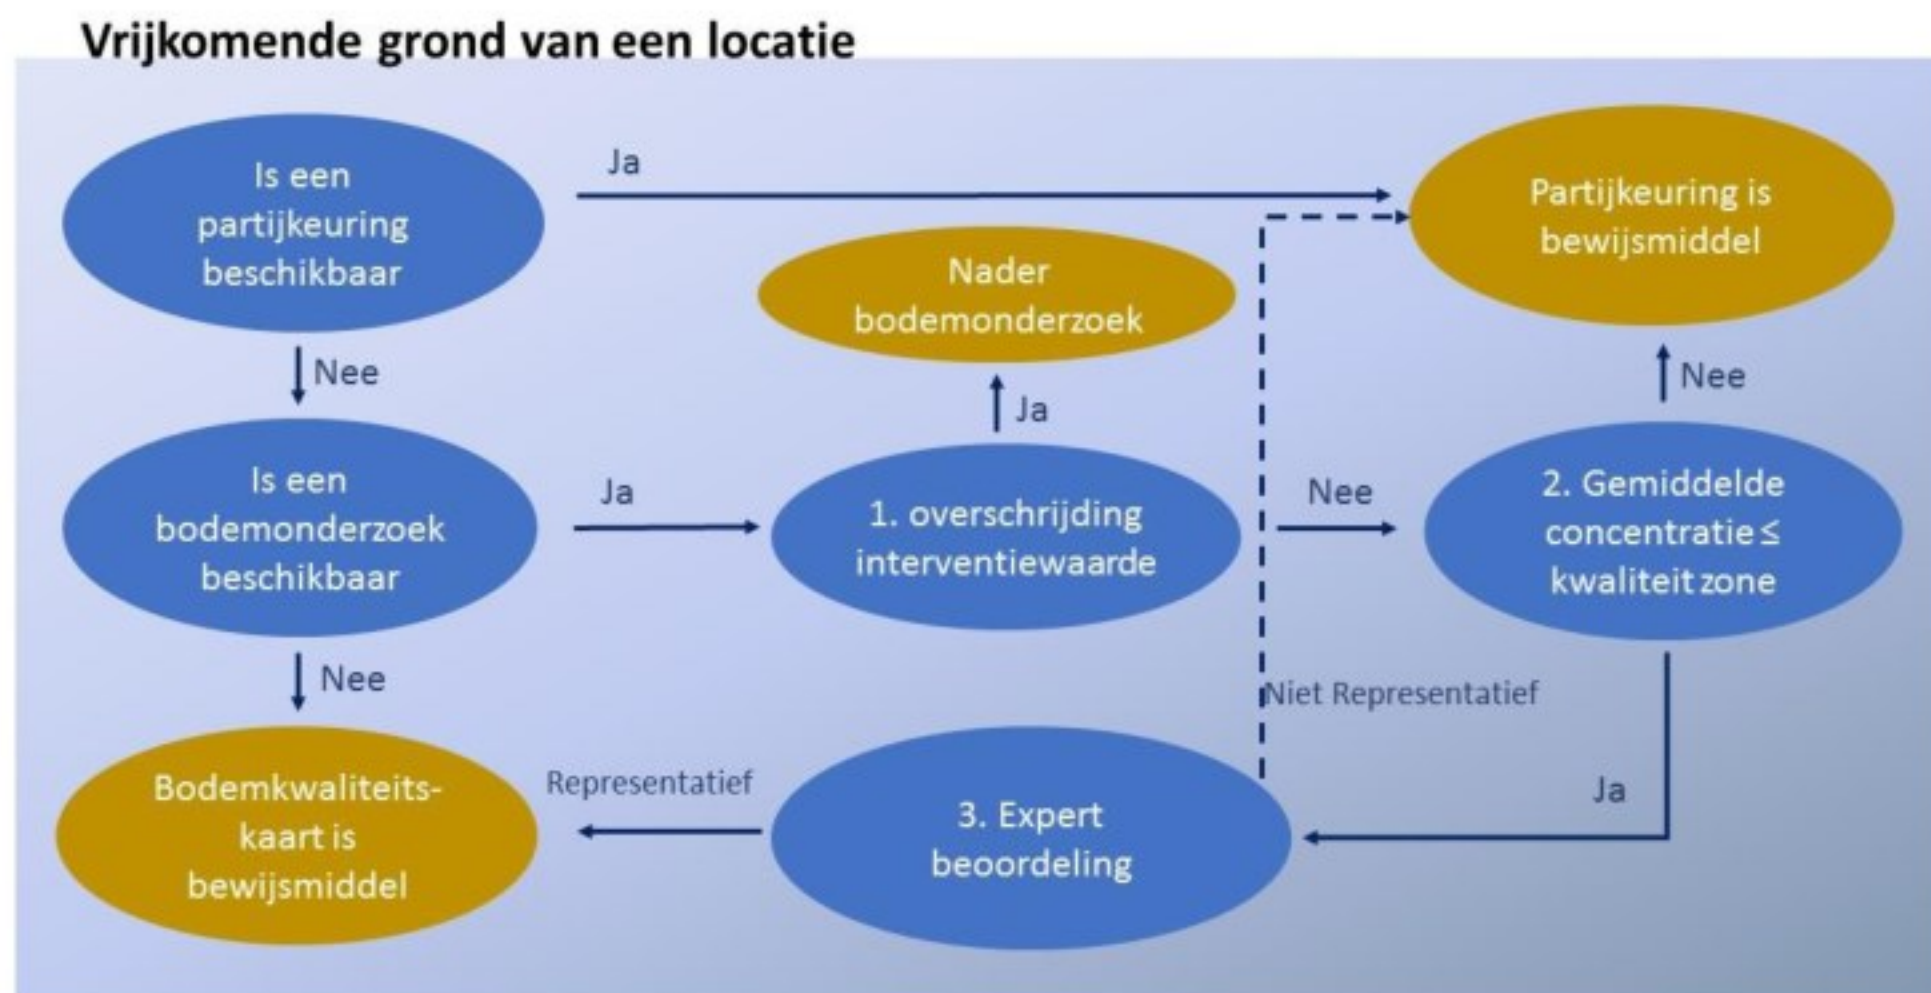 Vrijkomende grond van een locatie
Is een
partijkeuring
beschikbaar
Ja
Partijkeuring is
bewijsmiddel
Nader
bodemonderzoek
Nee
Ja
Nee
Is een
bodemonderzoek
beschikbaar
Ja
1. overschrijding
interventiewaarde
Nee
2. Gemiddelde
concentratie ≤
kwaliteit zone
Nee
Niet Representatief
Bodemkwaliteits-
kaart is
bewijsmiddel
Representatief
3. Expert
beoordeling
Ja